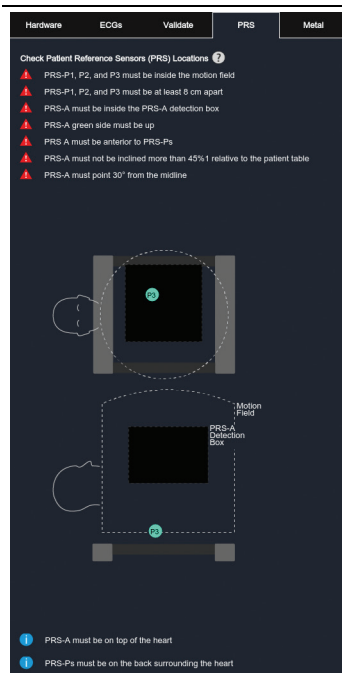 Hardware ECGs Validate PRS Metal
Check Patient Reference Sensors (PRS) Locations ?
PRS-P1, P2, and P3 must be inside the motion field
PRS-P1, P2, and P3 must be at least 8 cm apart
PRS-A must be inside the PRS-A detection box
PRS-A green side must be up
PRS A must be anterior to PRS-Ps
PRS-A must not be inclined more than 45%1 relative to the patient table
PRS-A must point 30° from the midline
P3
Motion
Field
PRS-A
Detection
Box
P3
PRS-A must be on top of the heart
PRS-Ps must be on the back surrounding the heart